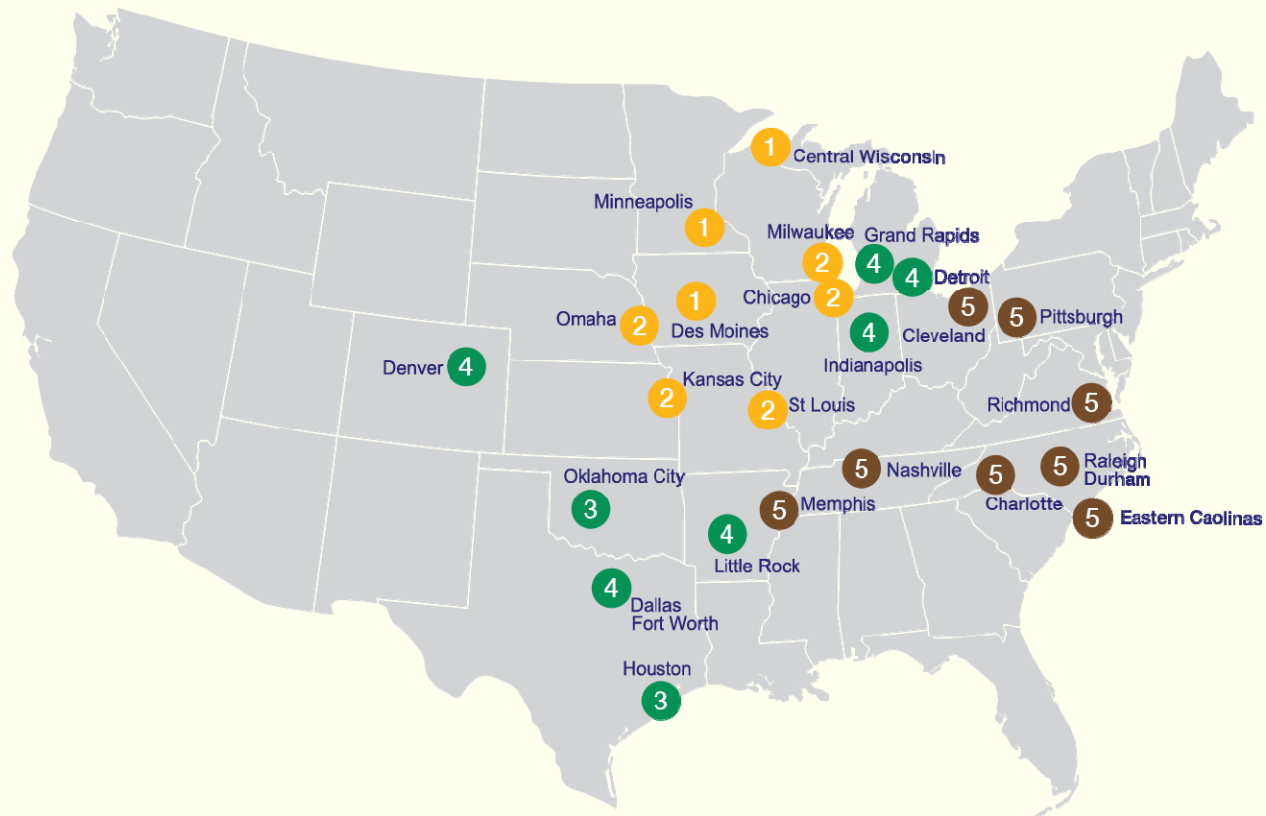 1
Central Wisconsin
Minneapolis
1
Milwaukee
Grand Rapids
2
4
4
Detroit
Chicago
2
1
Des Moines
Omaha
2
5
Cleveland
5
Pittsburgh
4
Indianapolis
Denver
4
Kansas City
2
2
St Louis
Richmond
5
Oklahoma City
3
5
Nashville
5
Charlotte
5
Raleigh
Durham
5
Memphis
5
Eastern Caolinas
4
Little Rock
4
Dallas
Fort Worth
Houston
3